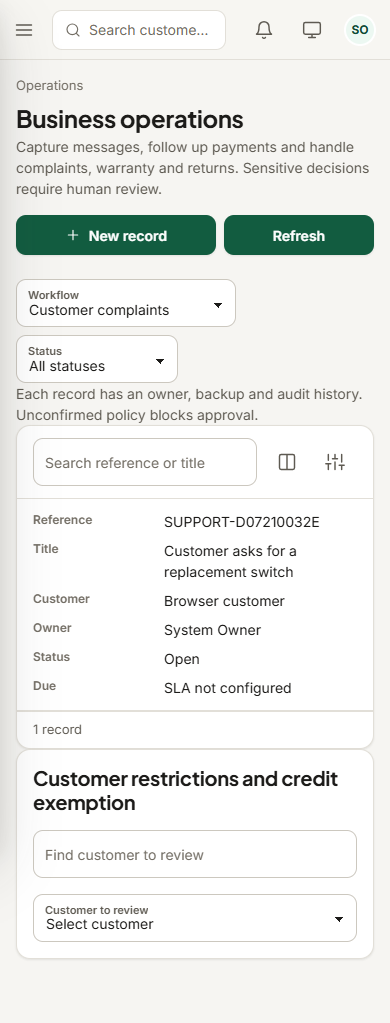 Search custome...
SO
Operations
Business operations
Capture messages, follow up payments and handle
complaints, warranty and returns. Sensitive decisions
require human review.
New record
Refresh
Workflow
Customer complaints
Status
All statuses
Each record has an owner, backup and audit history.
Unconfirmed policy blocks approval.
Search reference or title
Reference SUPPORT-D07210032E
Title Customer asks for a
replacement switch
Customer Browser customer
Owner System Owner
Status Open
Due SLA not configured
1 record
Customer restrictions and credit
exemption
Find customer to review
Customer to review
Select customer